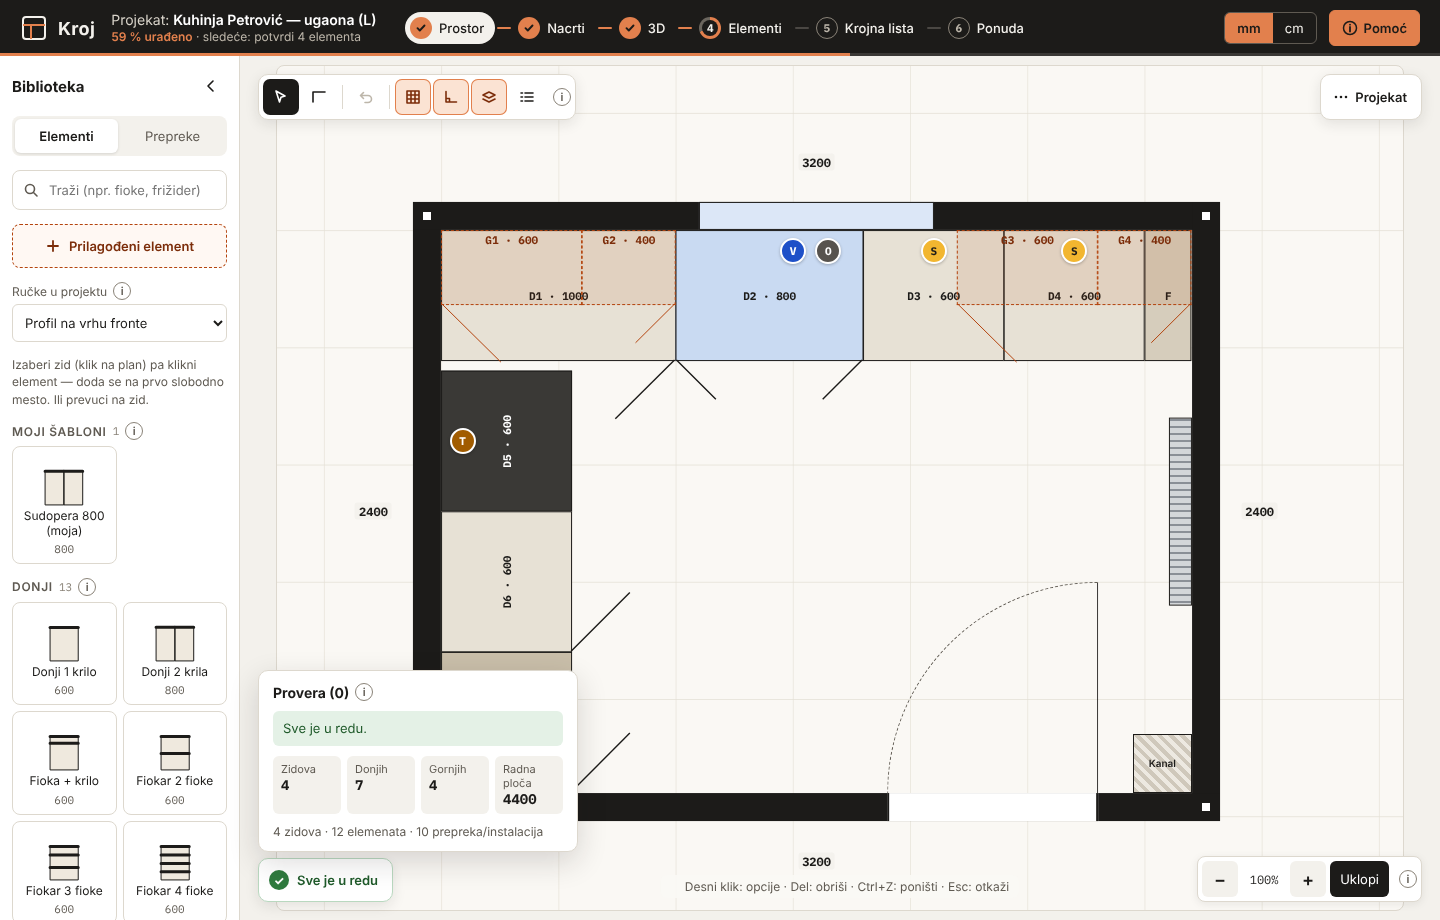 Kroj
Projekat: Kuhinja Petrović — ugaona (L)
59 % urađeno · sledeće: potvrdi 4 elementa
Prostor
Nacrti
3D
4 Elementi
5 Krojna lista
6 Ponuda
mm
cm
Pomoć
Biblioteka
Elementi
Prepreke
Traži (npr. fioke, frižider)
+ Prilagođeni element
Ručke u projektu
Profil na vrhu fronte
Izaberi zid (klik na plan) pa klikni
element — doda se na prvo slobodno
mesto. Ili prevuci na zid.
MOJI ŠABLONI 1
Sudopera 800
(moja)
800
DONJI 13
Donji 1 krilo
600
Donji 2 krila
800
Fioka + krilo
600
Fiokar 2 fioke
600
Fiokar 3 fioke
600
Fiokar 4 fioke
600
··· Projekat
3200
G1 · 600
G2 · 400
V
O
S
G3 · 600
S
G4 · 400
D1 · 1000
D2 · 800
D3 · 600
D4 · 600
F
T
D5 · 600
D6 · 600
2400
2400
Kanal
Provera (0)
Sve je u redu.
Zidova
4
Donjih
7
Gornjih
4
Radna
ploča
4400
4 zidova · 12 elemenata · 10 prepreka/instalacija
Sve je u redu
3200
Desni klik: opcije · Del: obriši · Ctrl+Z: poništi · Esc: otkaži
− 100% +
Uklopi